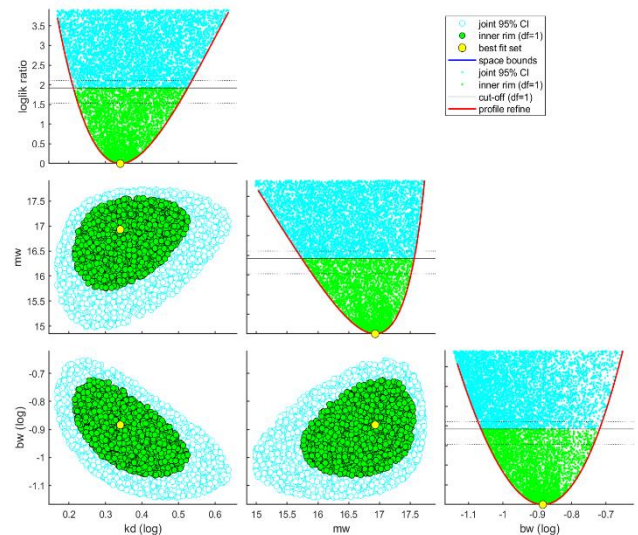 3.5
3
2.5
2
1.5
1
0.5
0
loglik ratio
joint 95% CI
inner rim (df=1)
best fit set
space bounds
joint 95% CI
inner rim (df=1)
cut-off (df=1)
profile refine
17.5
17
16.5
16
15.5
15
mw
-0.7
-0.8
-0.9
-1
-1.1
bw (log)
0.2 0.3 0.4 0.5 0.6
kd (log)
15 15.5 16 16.5 17 17.5
mw
-1.1 -1 -0.9 -0.8 -0.7
bw (log)